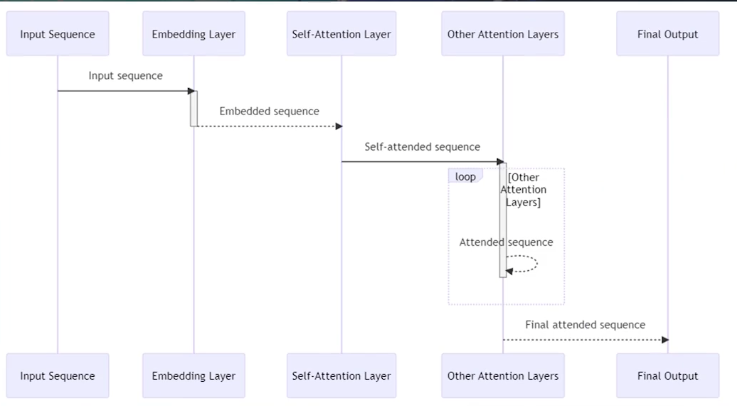 Input Sequence
Embedding Layer
Self-Attention Layer
Other Attention Layers
Final Output
Input sequence
Embedded sequence
Self-attended sequence
loop
[Other
Attention
Layers]
Attended sequence
Final attended sequence
Input Sequence
Embedding Layer
Self-Attention Layer
Other Attention Layers
Final Output